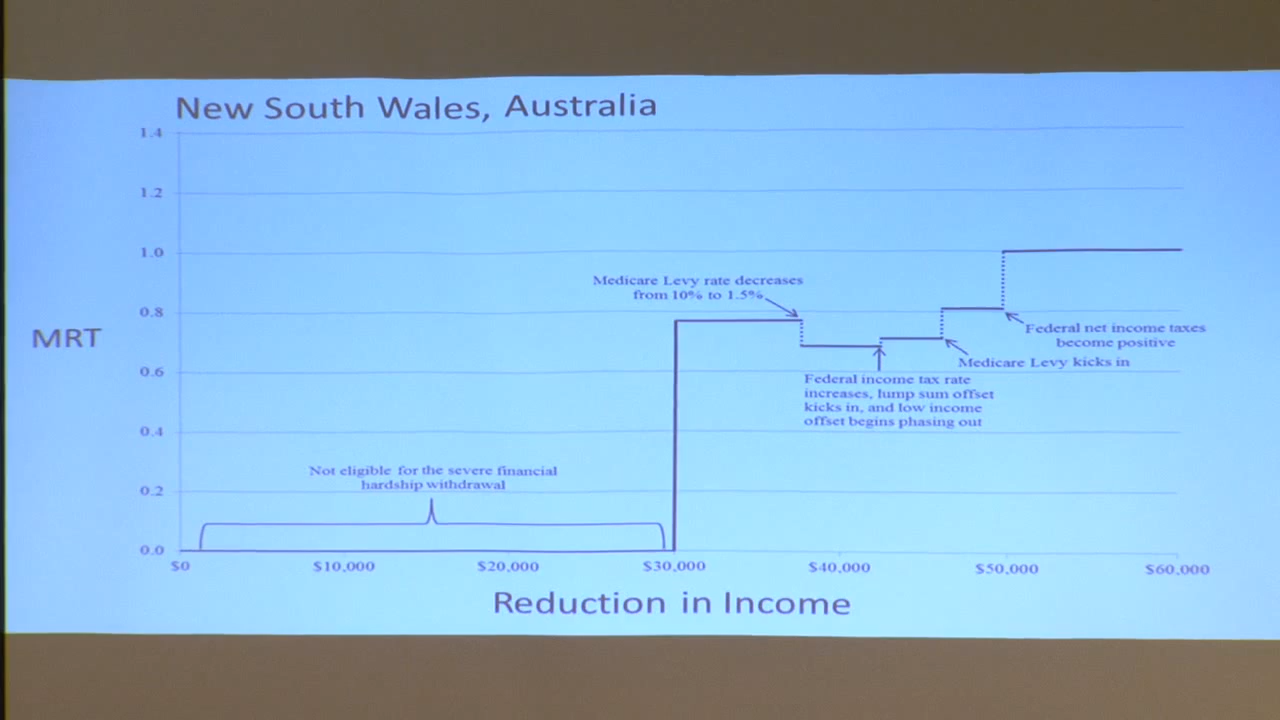 New South Wales, Australia
1.4
1.2
1.0
0.8
0.6
0.4
0.2
0.0
MRT
Medicare Levy rate decreases
from 10% to 1.5%
Federal net income taxes
become positive
Medicare Levy kicks in
Federal income tax rate
increases, lump sum offset
kicks in, and low income
offset begins phasing out
Not eligible for the severe financial
hardship withdrawal
$0
$10,000
$20,000
$30,000
$40,000
$50,000
$60,000
Reduction in Income